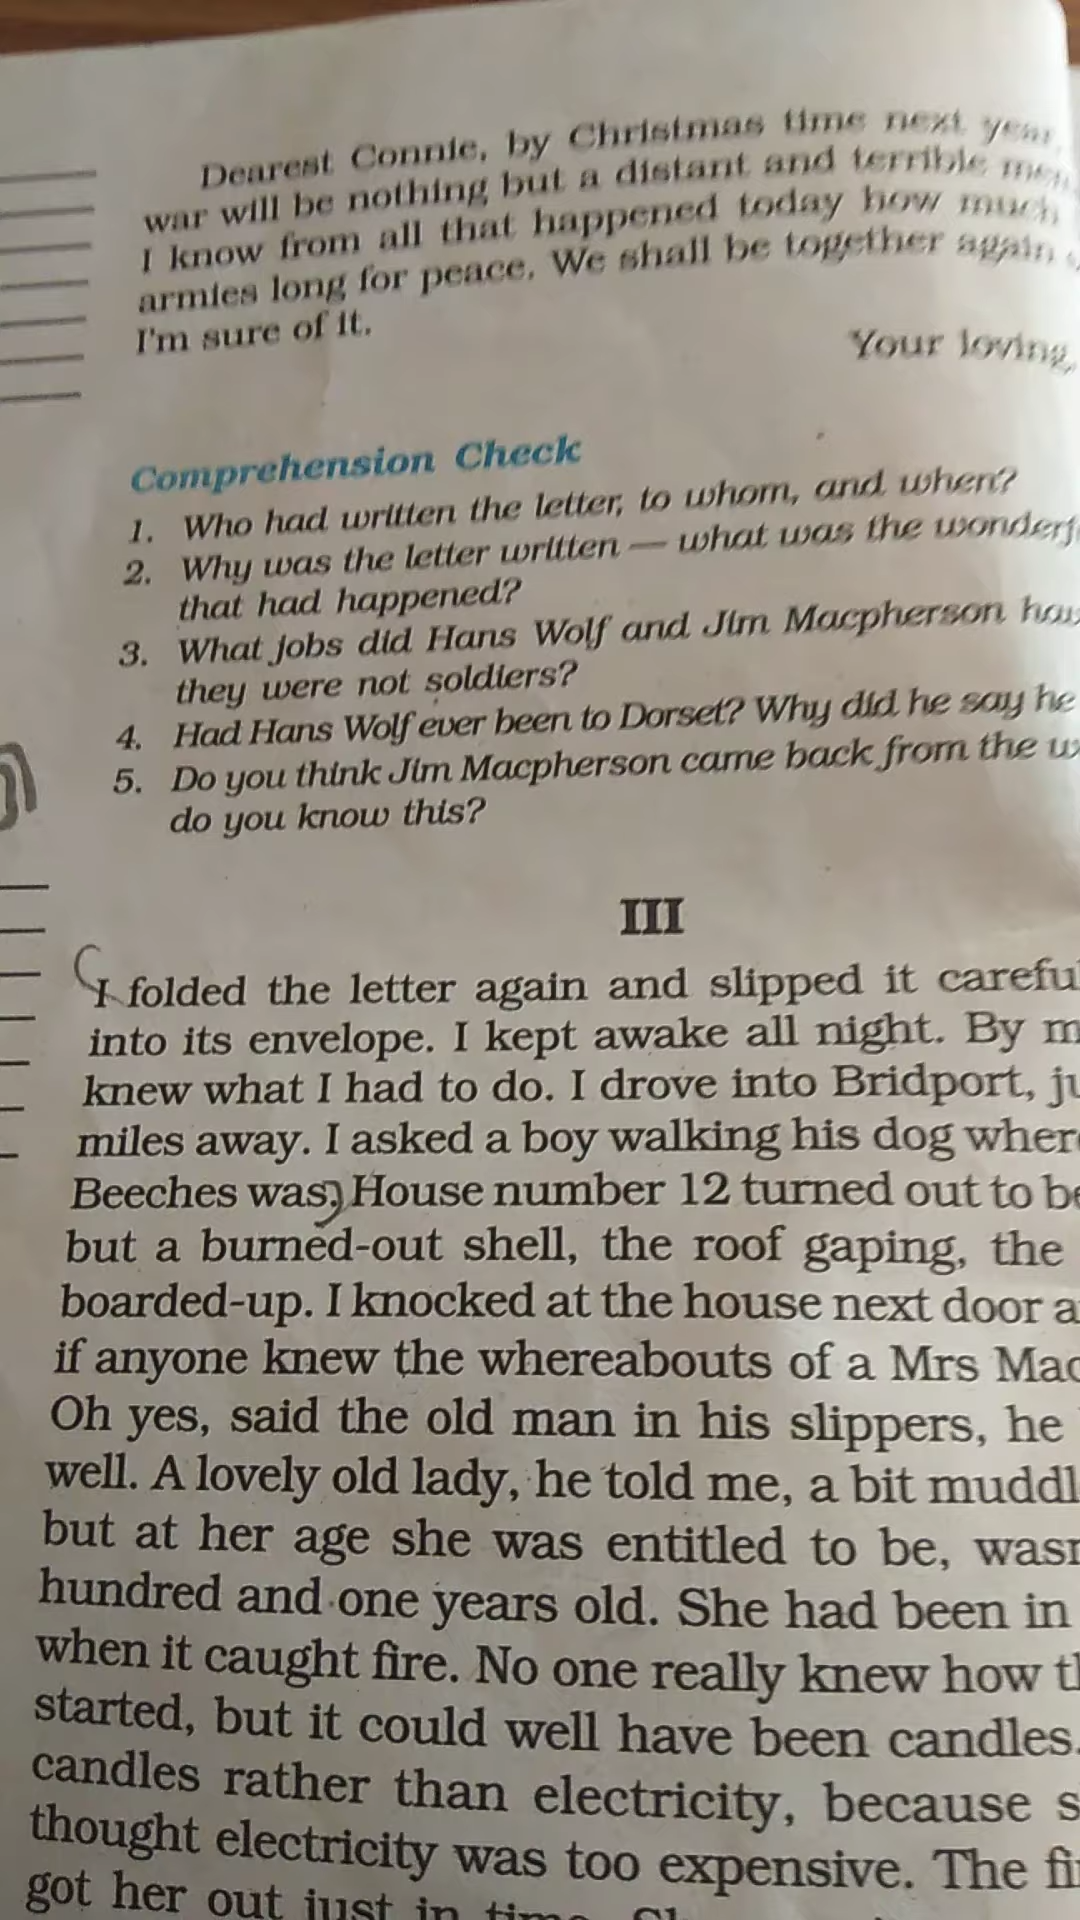 Dearest Connie, by Christmas time next year,
war will be nothing but a distant and terrible
I know from all that happened today how much
armies long for peace. We shall be together again
I'm sure of it.
Your loving,
Comprehension Check
1. Who had written the letter, to whom, and when?
2. Why was the letter written — what was the
that had happened?
3. What jobs did Hans Wolf and Jim Macpherson
they were not soldiers?
4. Had Hans Wolf ever been to Dorset? Why did he say he
5. Do you think Jim Macpherson came back from the
do you know this?
III
I folded the letter again and slipped it
into its envelope. I kept awake all night. By
knew what I had to do. I drove into Bridport,
miles away. I asked a boy walking his dog
Beeches was. House number 12 turned out to
but a burned-out shell, the roof gaping, the
boarded-up. I knocked at the house next door
if anyone knew the whereabouts of a Mrs
Oh yes, said the old man in his slippers, he
well. A lovely old lady, he told me, a bit
but at her age she was entitled to be,
hundred and one years old. She had been in
when it caught fire. No one really knew how
started, but it could well have been candles.
candles rather than electricity, because
thought electricity was too expensive. The
got her out just in time.